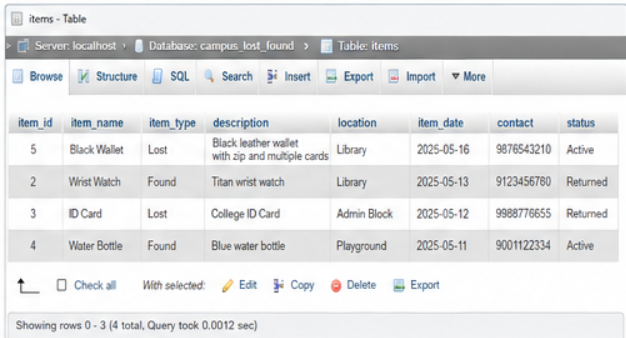 items - Table
Server: localhost › Database: campus_lost_found › Table: items
Browse Structure SQL Search Insert Export Import ▼ More
item_id item_name item_type description location item_date contact status
5 Black Wallet Lost Black leather wallet with zip and multiple cards Library 2025-05-16 9876543210 Active
2 Wrist Watch Found Titan wrist watch Library 2025-05-13 9123456780 Returned
3 ID Card Lost College ID Card Admin Block 2025-05-12 9988776655 Returned
4 Water Bottle Found Blue water bottle Playground 2025-05-11 9001122334 Active
Check all With selected: Edit Copy Delete Export
Showing rows 0 - 3 (4 total, Query took 0.0012 sec)